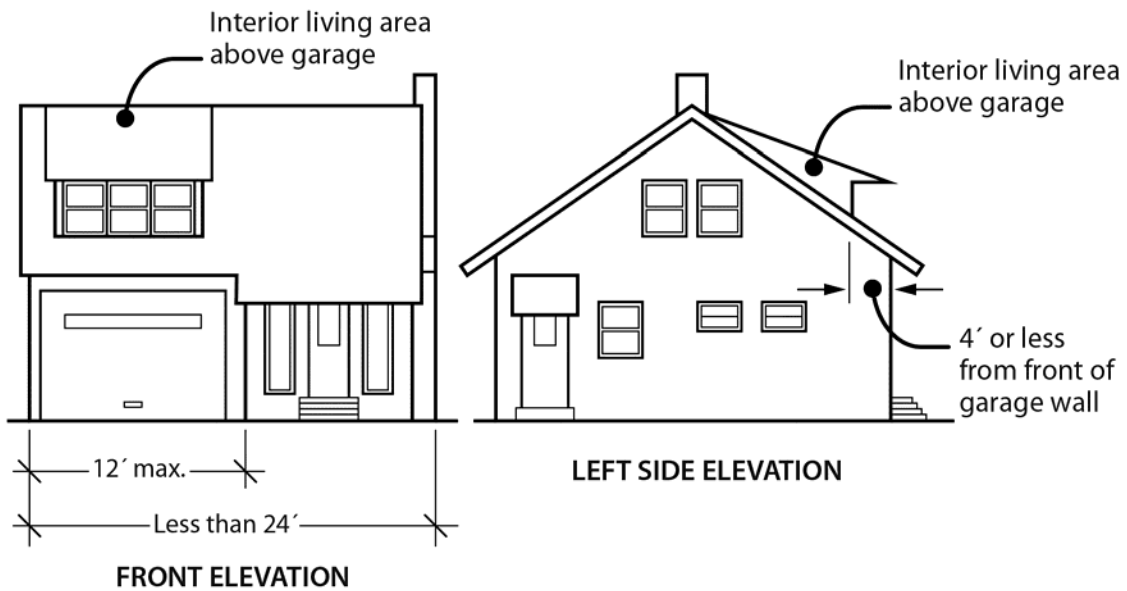 Interior living area
above garage
Interior living area
above garage
4´ or less
from front of
garage wall
12´ max.
Less than 24´
LEFT SIDE ELEVATION
FRONT ELEVATION